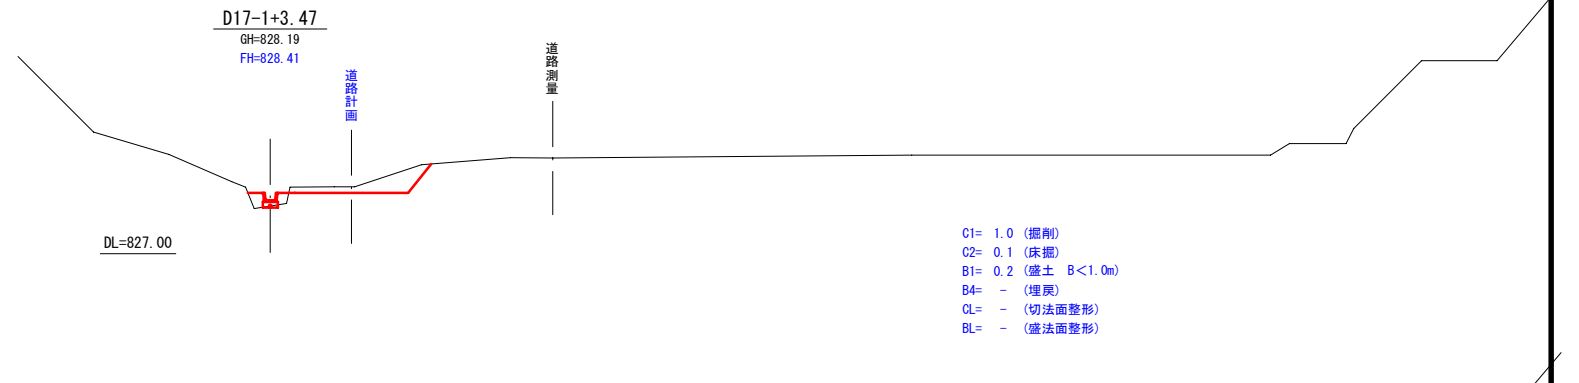 D17-1+3.47
GH=828.19
FH=828.41
道路計画
道路測量
DL=827.00
C1= 1.0 (掘削)
C2= 0.1 (床掘)
B1= 0.2 (盛土 B<1.0m)
B4= - (埋戻)
CL= - (切法面整形)
BL= - (盛法面整形)